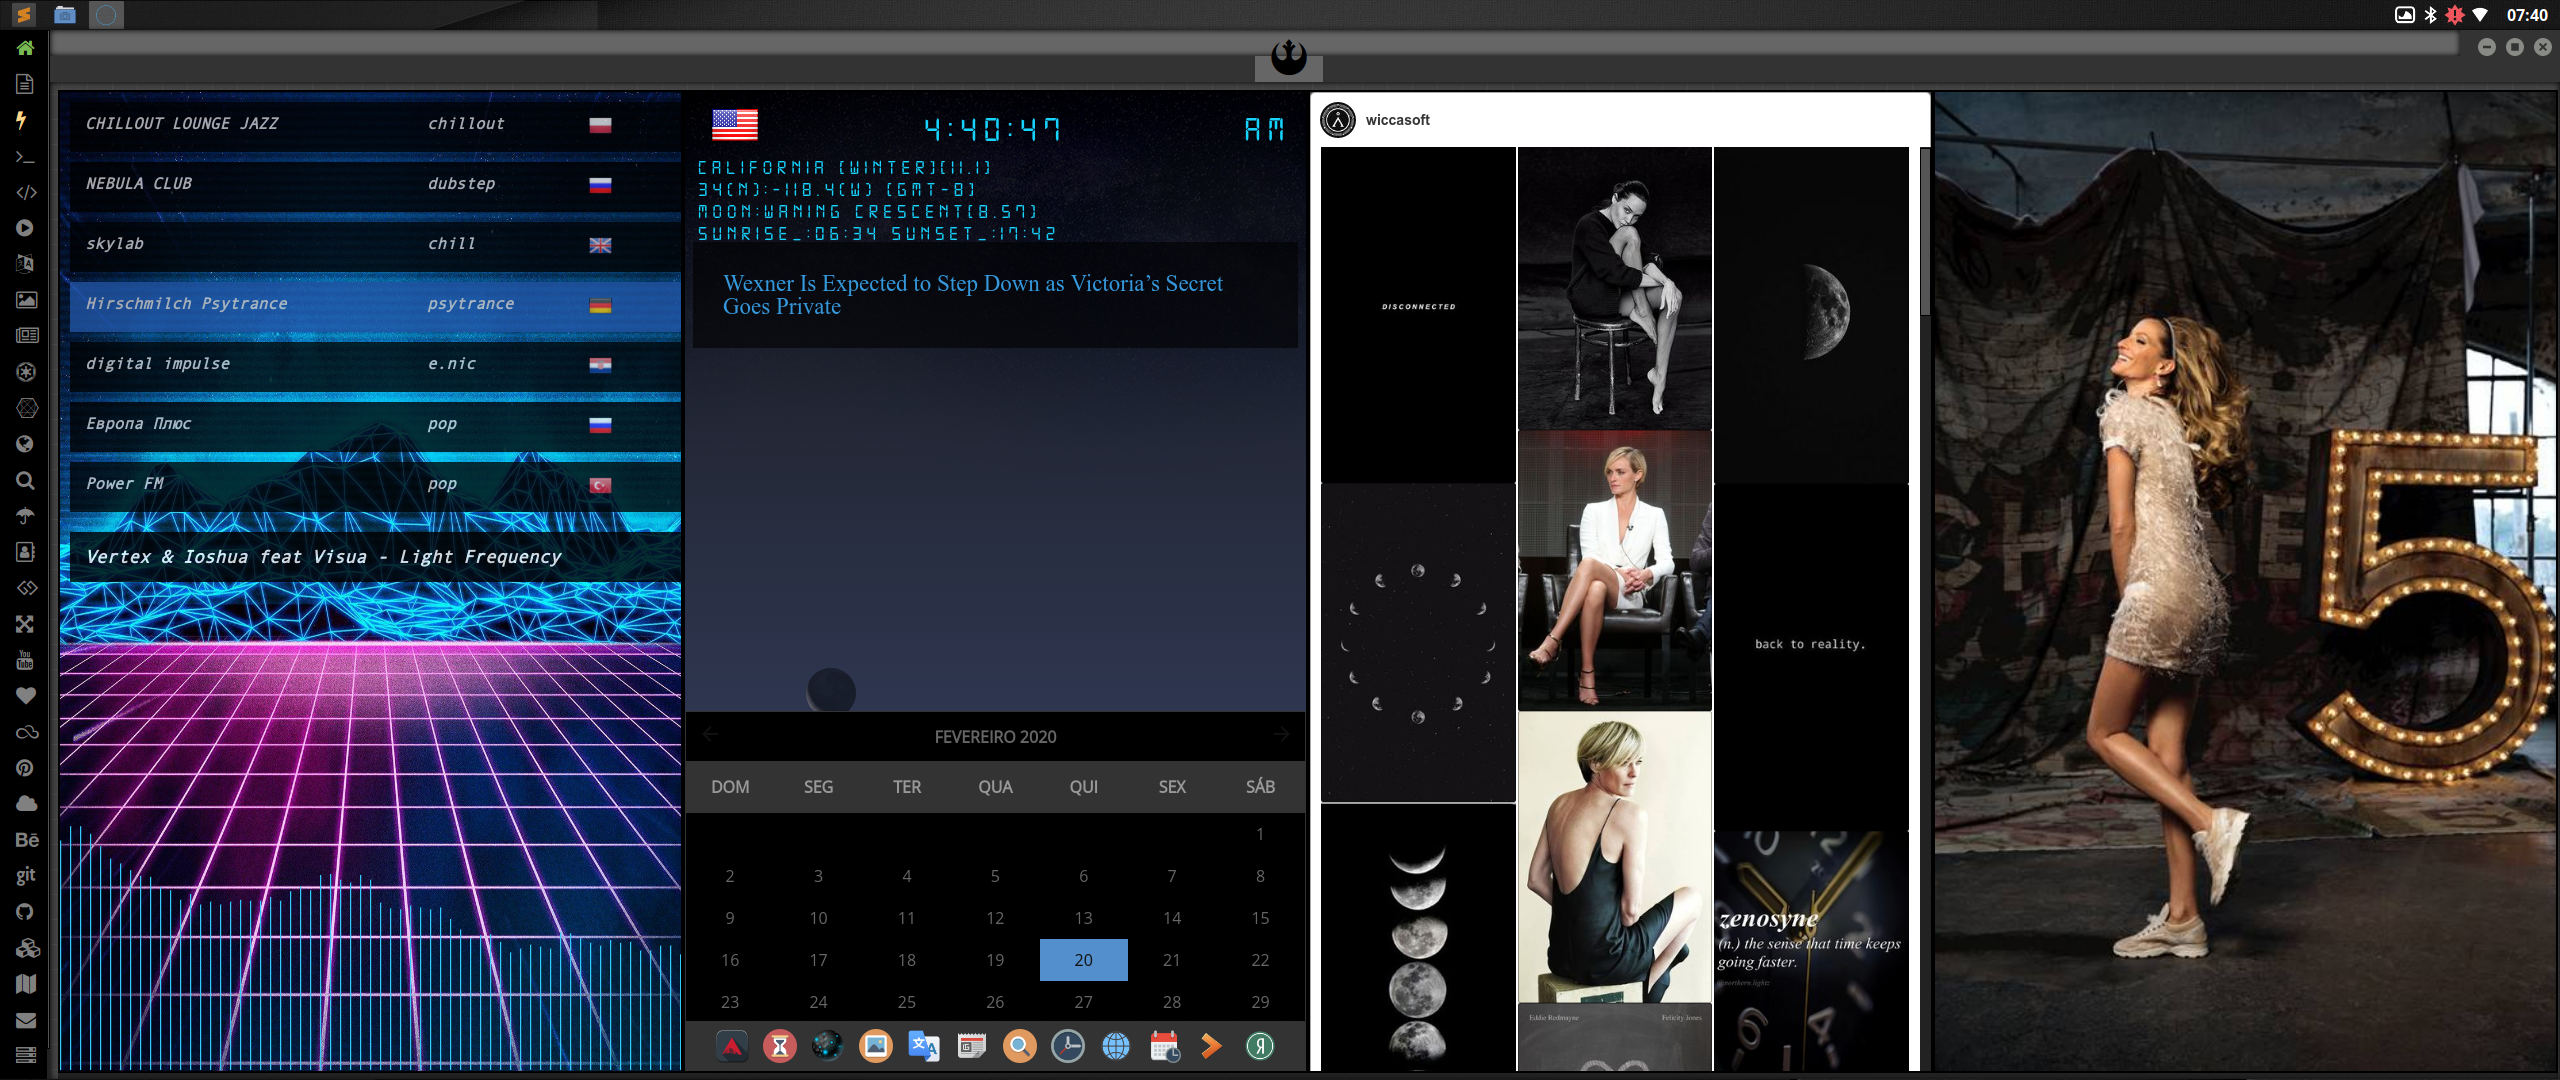 07:40
CHILLOUT LOUNGE JAZZ chillout
NEBULA CLUB dubstep
skylab chill
Hirschmilch Psytrance psytrance
digital impulse e.nic
Европа Плюс pop
Power FM pop
Vertex & Ioshua feat Visua - Light Frequency
4:40:47 AM
CALIFORNIA (WINTER)(11.1)
34(N):-118.4(W) (GMT-8)
MOON:WANING CRESCENT(8.57)
SUNRISE_:06:34 SUNSET_:17:42
Wexner Is Expected to Step Down as Victoria’s Secret
Goes Private
FEVEREIRO 2020
DOM SEG TER QUA QUI SEX SÁB
1
2 3 4 5 6 7 8
9 10 11 12 13 14 15
16 17 18 19 20 21 22
23 24 25 26 27 28 29
wiccasoft
DISCONNECTED
back to reality.
zenosyne
(n.) the sense that time keeps
going faster.
Eddie Redmayne Felicity Jones
You
Tube
Bē
git
5